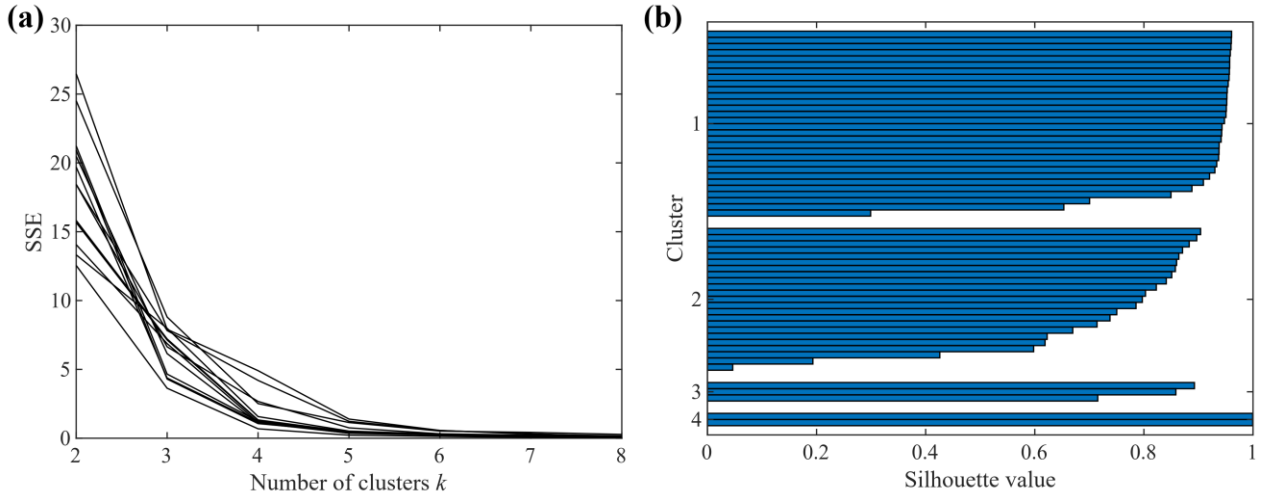 (a)
30
25
20
15
10
5
0
SSE
2 3 4 5 6 7 8
Number of clusters k
(b)
1
2
3
4
Cluster
0 0.2 0.4 0.6 0.8 1
Silhouette value